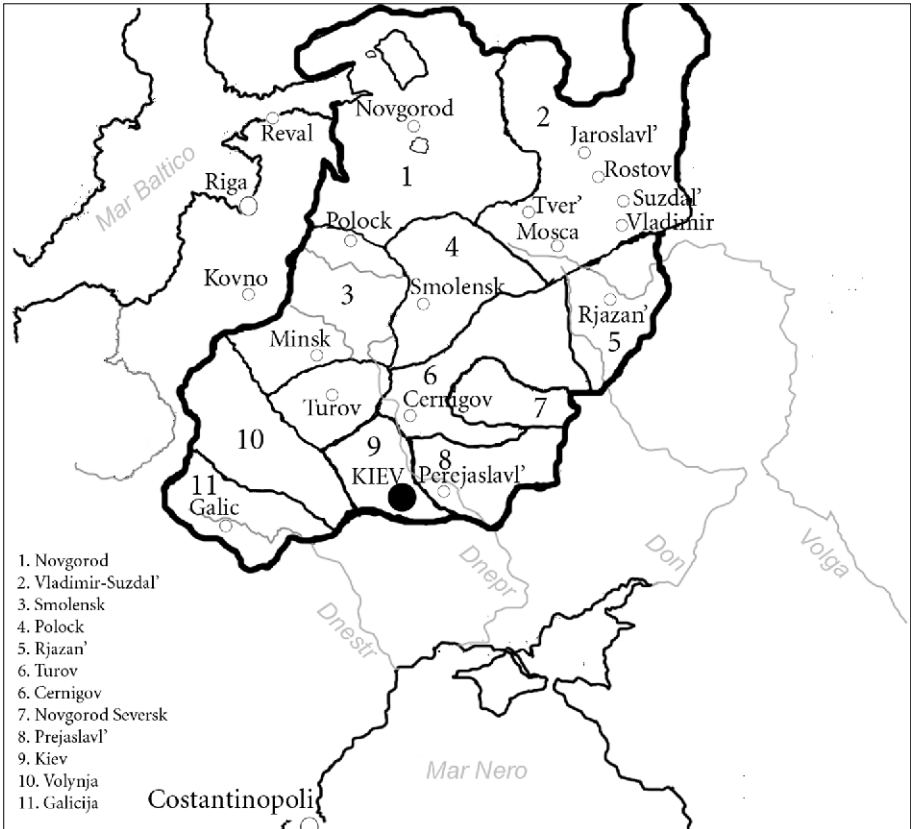 Novgorod
2
Reval
Jaroslavl'
Mar Baltico
1
Rostov
Riga
Suzdal'
Tver'
Vladimir
Polock
Mosca
4
Kovno
Smolensk
3
Rjazan'
Minsk
5
6
Turov
Cernigov
7
10
9
8
KIEV
Perejaslavl'
11
Galic
Dnepr
Don
Volga
Dnestr
1. Novgorod
2. Vladimir-Suzdal'
3. Smolensk
4. Polock
5. Rjazan'
6. Turov
6. Cernigov
7. Novgorod Seversk
8. Prejaslavl'
9. Kiev
10. Volynja
11. Galicija
Mar Nero
Costantinopoli